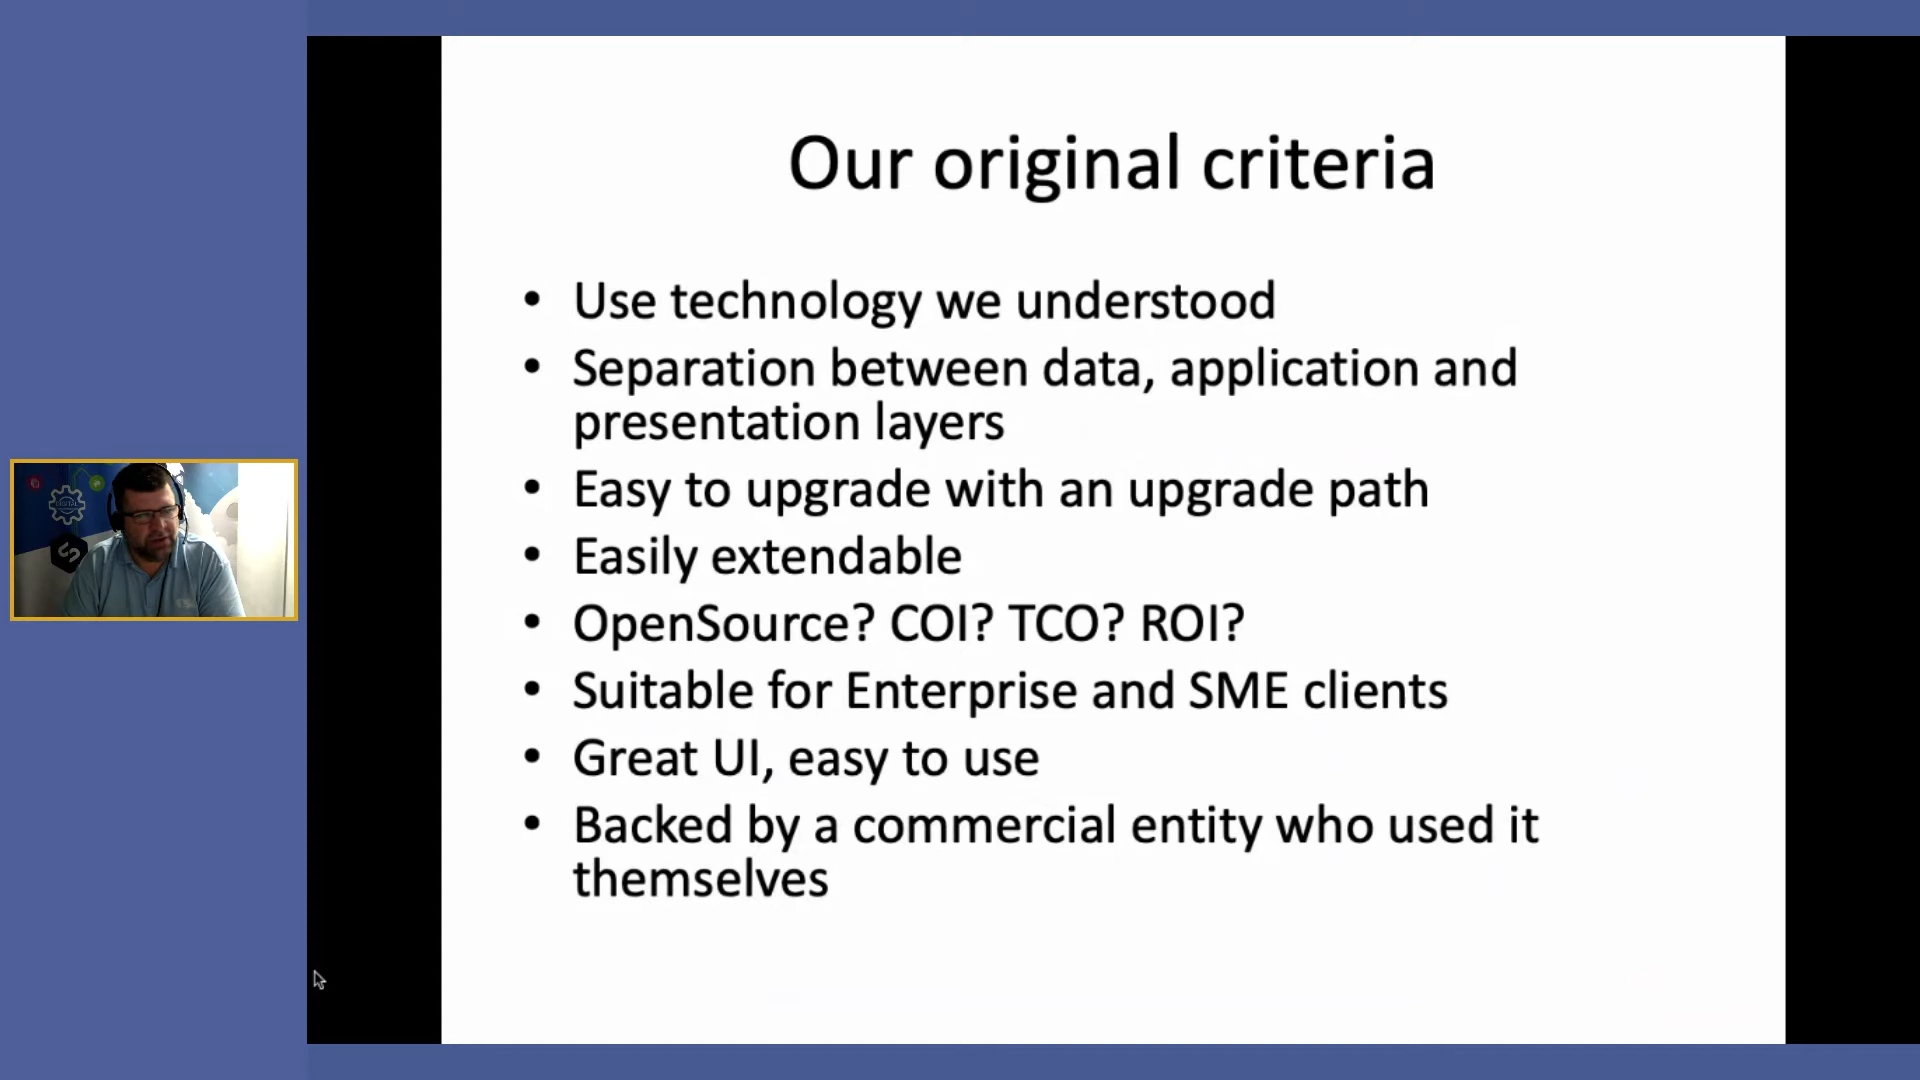 Our original criteria
• Use technology we understood
• Separation between data, application and
presentation layers
• Easy to upgrade with an upgrade path
• Easily extendable
• OpenSource? COI? TCO? ROI?
• Suitable for Enterprise and SME clients
• Great UI, easy to use
• Backed by a commercial entity who used it
themselves